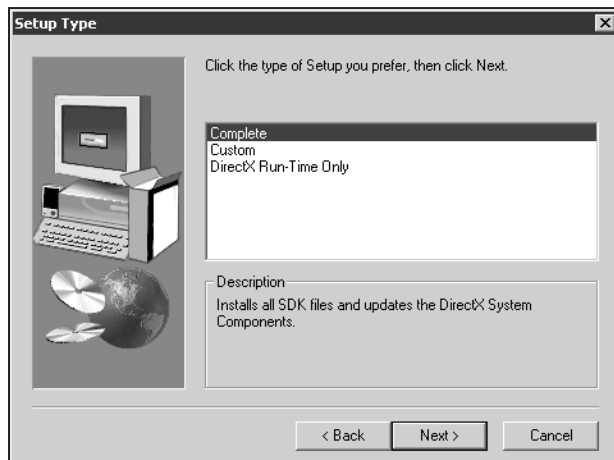 Setup Type
Click the type of Setup you prefer, then click Next.
Complete
Custom
DirectX Run-Time Only
Description
Installs all SDK files and updates the DirectX System
Components.
< Back
Next >
Cancel